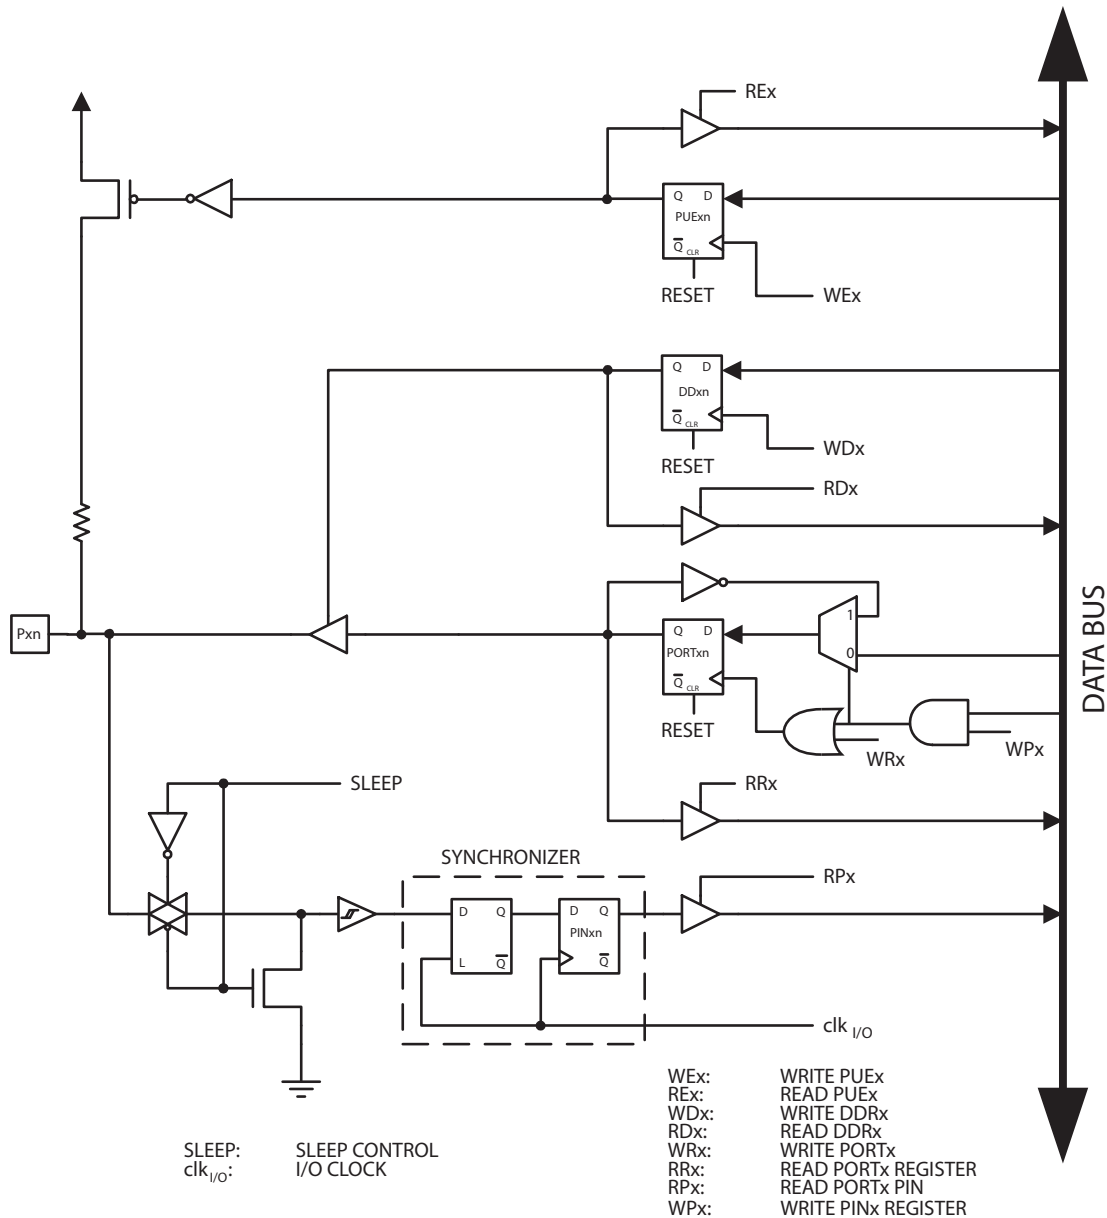 REx
Q D
PUExn
Q CLR
RESET
WEx
Q D
DDxn
Q CLR
RESET
WDx
RDx
1
Pxn
Q D
PORTxn
0
Q CLR
RESET
WRx
WPx
DATA BUS
SLEEP
RRx
SYNCHRONIZER
RPx
D Q
D Q
PINxn
L Q
Q
clk I/O
WEx: WRITE PUEx
REx: READ PUEx
WDx: WRITE DDRx
RDx: READ DDRx
SLEEP: SLEEP CONTROL
WRx: WRITE PORTx
clk I/O: I/O CLOCK
RRx: READ PORTx REGISTER
RPx: READ PORTx PIN
WPx: WRITE PINx REGISTER